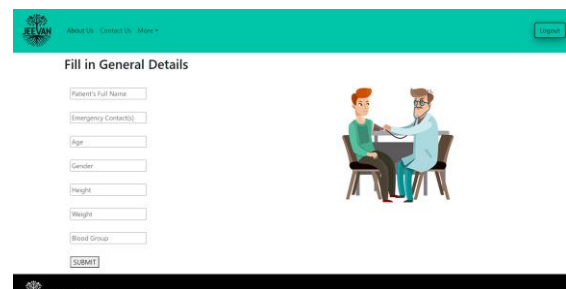 JEEVAN
About Us Contact Us More
Logout
Fill in General Details
Patient's Full Name
Emergency Contact(s)
Age
Gender
Height
Weight
Blood Group
SUBMIT